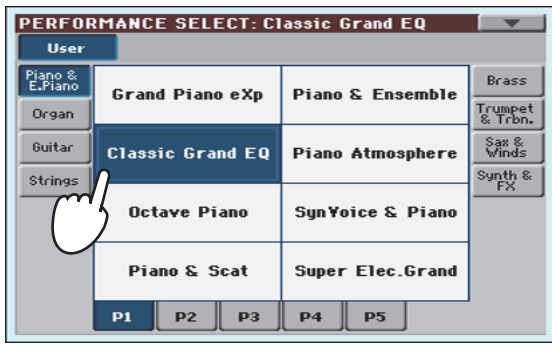 PERFORMANCE SELECT: Classic Grand EQ
User
Piano &
E.Piano
Organ
Guitar
Strings
Grand Piano eXp
Piano & Ensemble
Classic Grand EQ
Piano Atmosphere
Octave Piano
SynVoice & Piano
Piano & Scat
Super Elec.Grand
Brass
Trumpet
& Trbn.
Sax &
Winds
Synth &
FX
P1 P2 P3 P4 P5